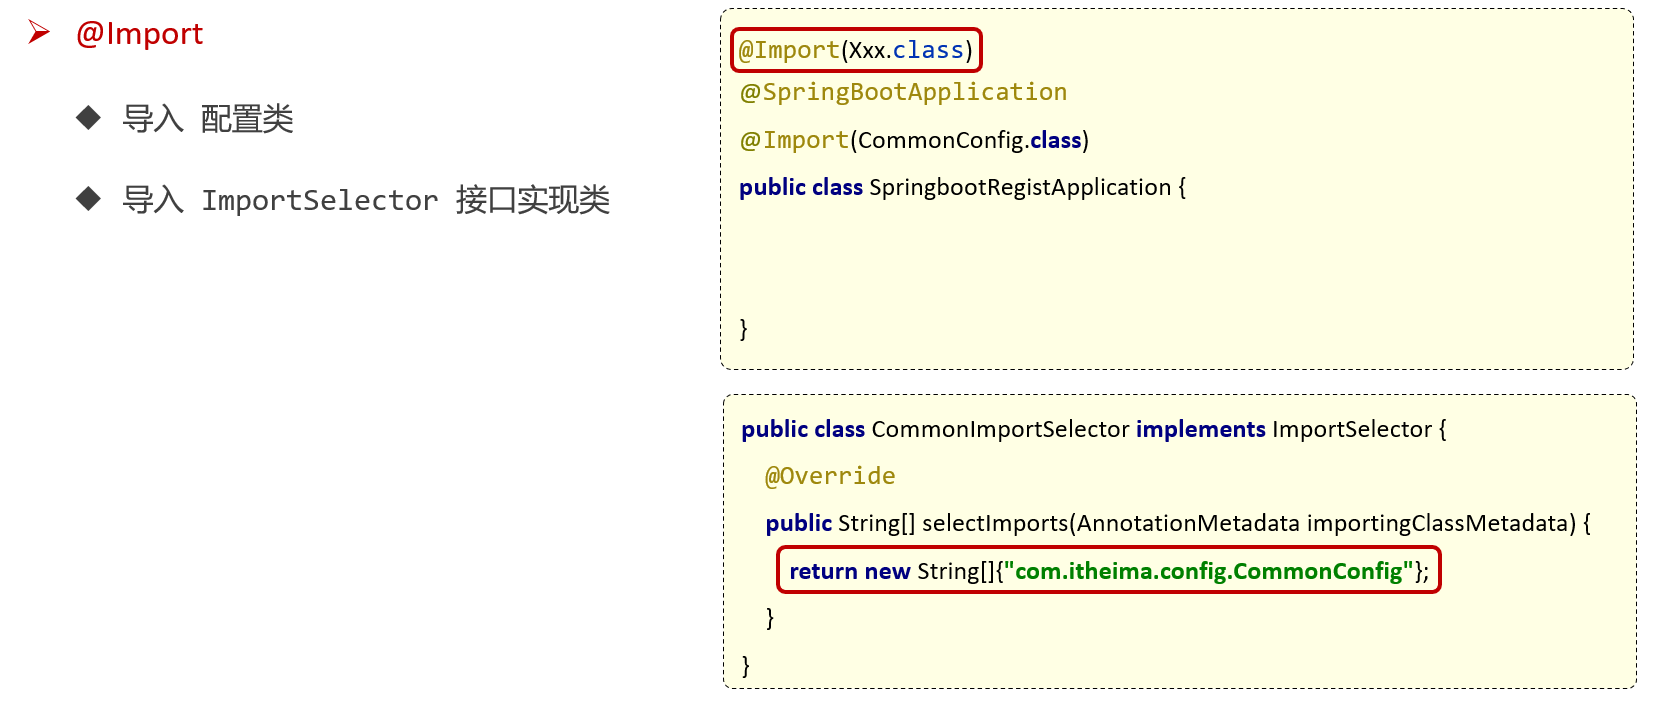 @Import
导入 配置类
导入 ImportSelector 接口实现类
@Import(Xxx.class)
@SpringBootApplication
@Import(CommonConfig.class)
public class SpringbootRegistApplication {
}
public class CommonImportSelector implements ImportSelector {
@Override
public String[] selectImports(AnnotationMetadata importingClassMetadata) {
return new String[]{"com.itheima.config.CommonConfig"};
}
}